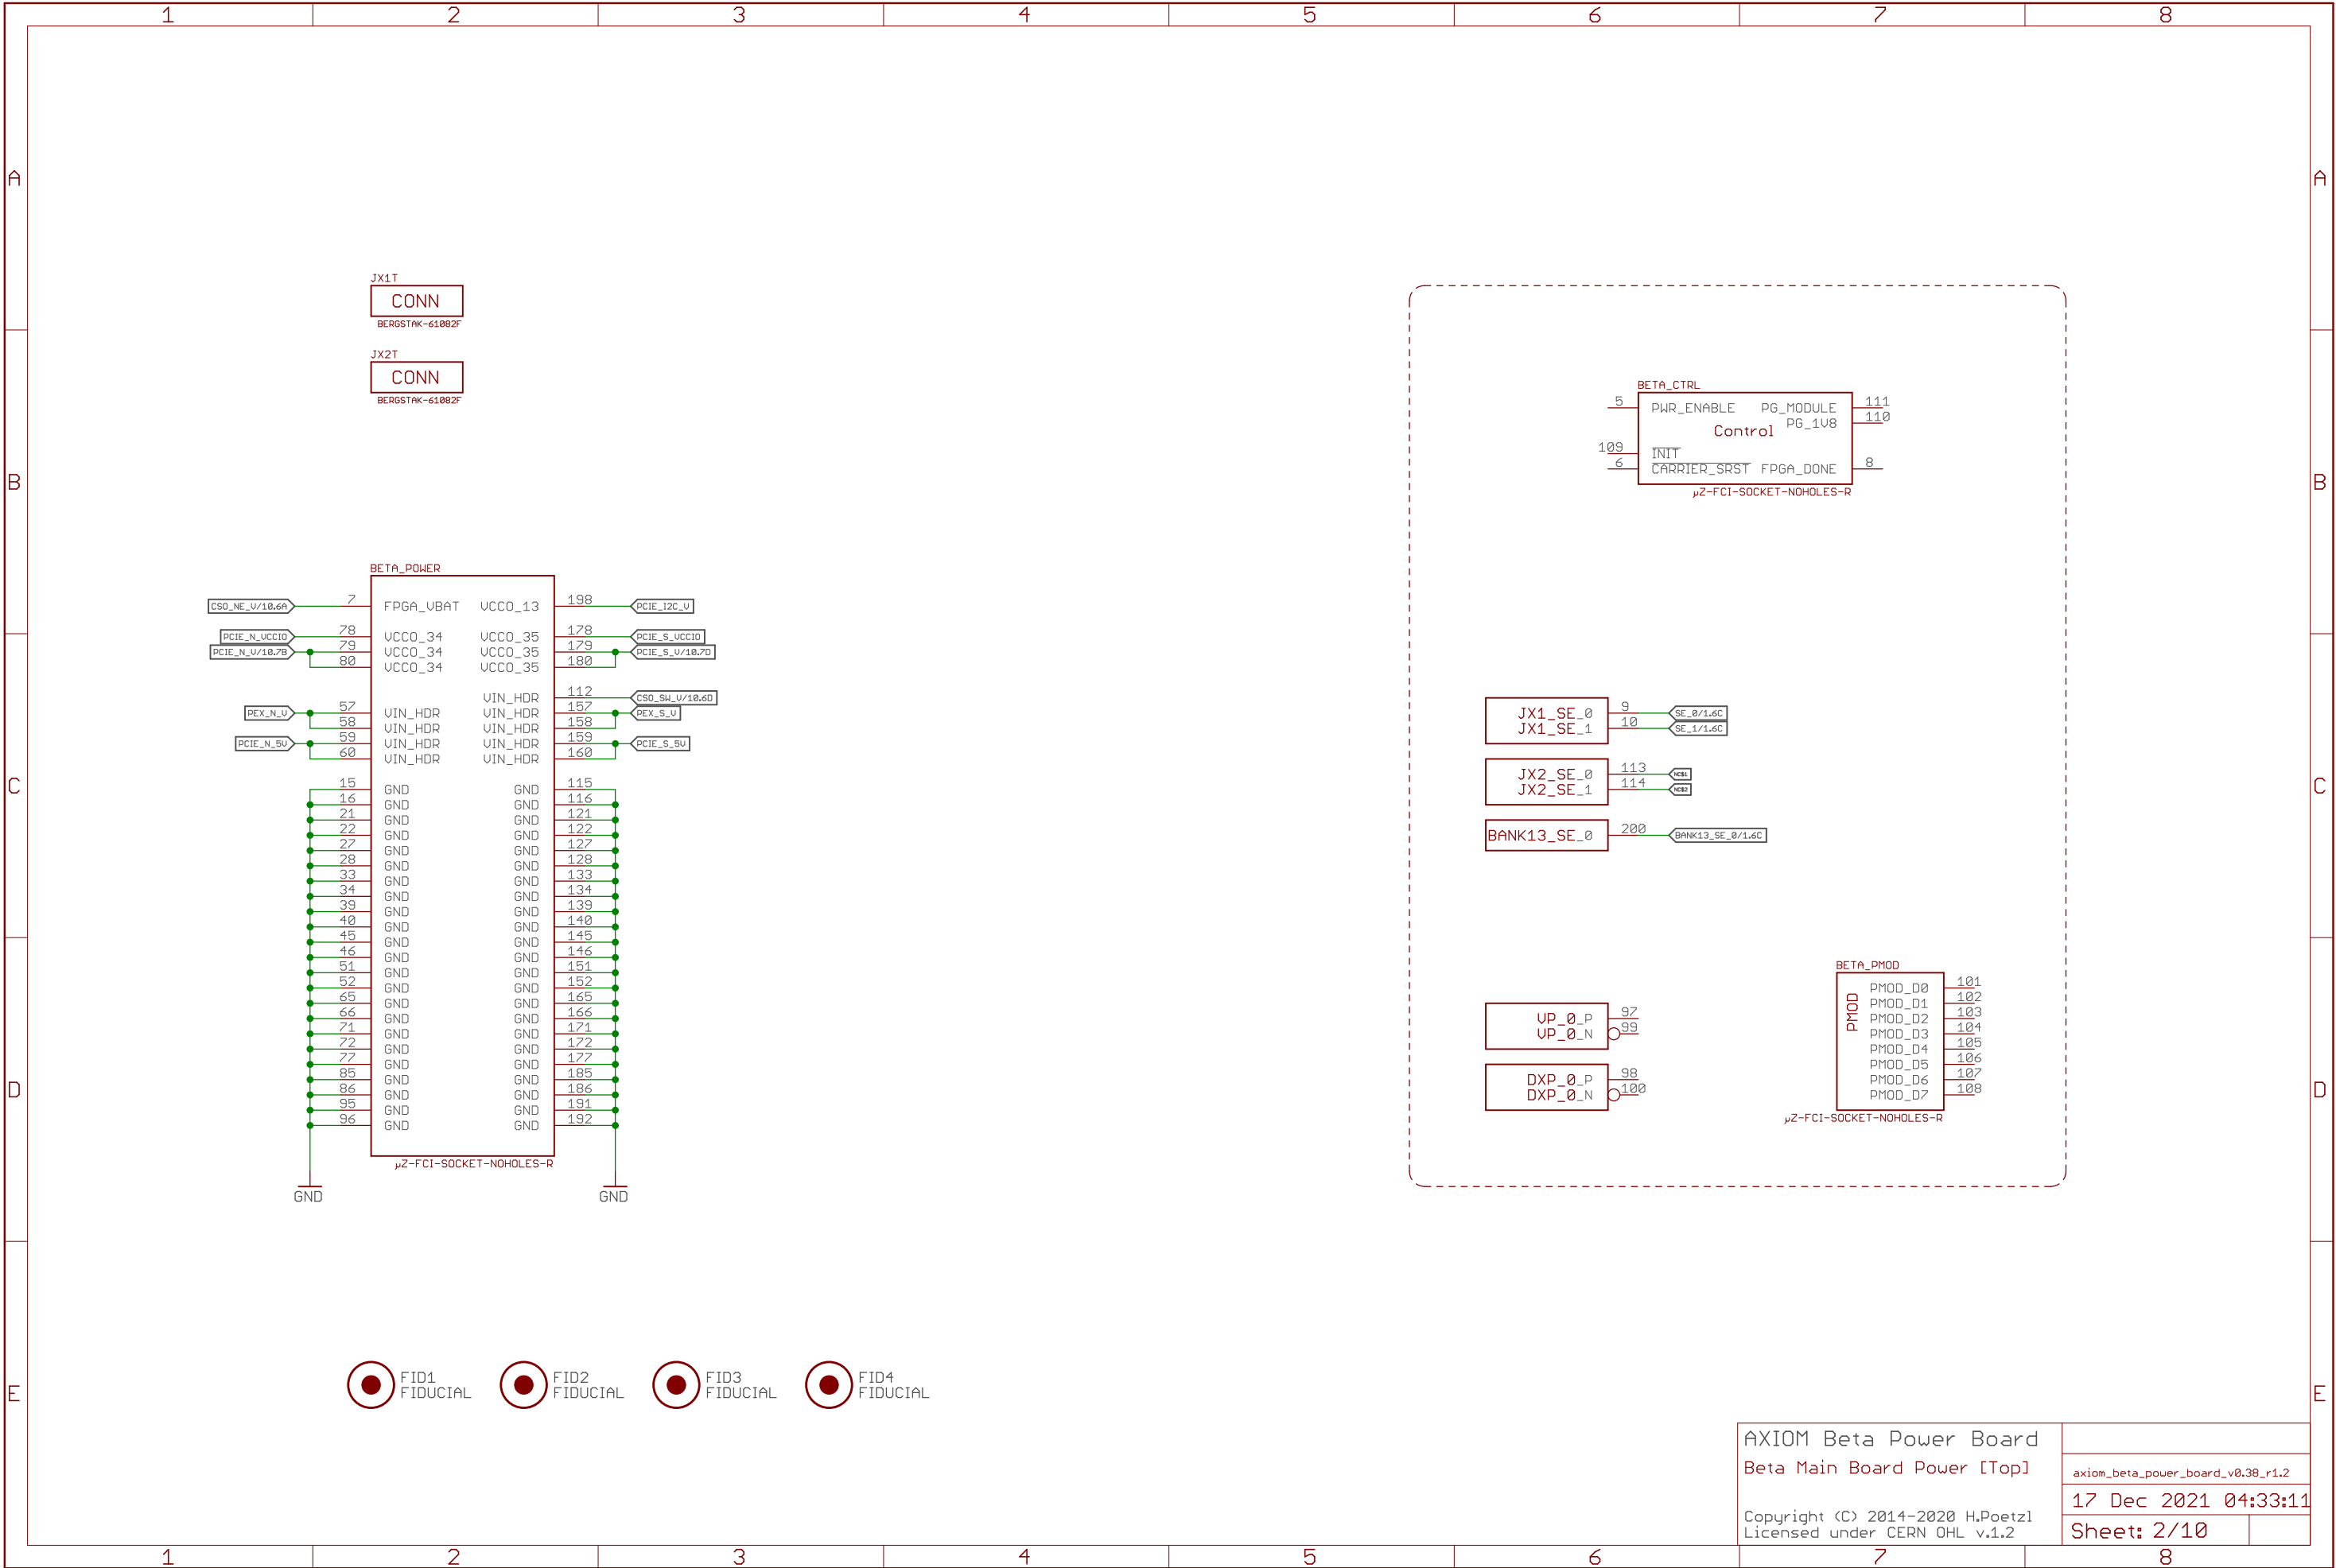 1 2 3 4 5 6 7 8
A A
JX1T
CONN
BERGSTAK-61082F
JX2T
CONN
BERGSTAK-61082F
BETA_CTRL
5 PWR_ENABLE PG_MODULE 111
PG_1V8 110
Control
109 INIT
6 CARRIER_SRST FPGA_DONE 8
µZ-FCI-SOCKET-NOHOLES-R
B B
BETA_POWER
CSO_NE_V/10.6A 7 FPGA_VBAT VCCO_13 198 PCIE_I2C_V
PCIE_N_VCCIO 78 VCCO_34 VCCO_35 178 PCIE_S_VCCIO
PCIE_N_V/10.7B 79 VCCO_34 VCCO_35 179 PCIE_S_V/10.7D
80 VCCO_34 VCCO_35 180
VIN_HDR 112 CSO_SW_V/10.6D
PEX_N_V 57 VIN_HDR VIN_HDR 157 PEX_S_V
58 VIN_HDR VIN_HDR 158
PCIE_N_5V 59 VIN_HDR VIN_HDR 159 PCIE_S_5V
60 VIN_HDR VIN_HDR 160
15 GND GND 115
16 GND GND 116
21 GND GND 121
22 GND GND 122
27 GND GND 127
28 GND GND 128
33 GND GND 133
34 GND GND 134
39 GND GND 139
40 GND GND 140
45 GND GND 145
46 GND GND 146
51 GND GND 151
52 GND GND 152
65 GND GND 165
66 GND GND 166
71 GND GND 171
72 GND GND 172
77 GND GND 177
85 GND GND 185
86 GND GND 186
95 GND GND 191
96 GND GND 192
µZ-FCI-SOCKET-NOHOLES-R
GND GND
JX1_SE_0 9 SE_0/1.6C
JX1_SE_1 10 SE_1/1.6C
JX2_SE_0 113 NC$1
JX2_SE_1 114 NC$2
BANK13_SE_0 200 BANK13_SE_0/1.6C
C C
VP_0_P 97
VP_0_N 99
DXP_0_P 98
DXP_0_N 100
BETA_PMOD
PMOD
PMOD_D0 101
PMOD_D1 102
PMOD_D2 103
PMOD_D3 104
PMOD_D4 105
PMOD_D5 106
PMOD_D6 107
PMOD_D7 108
µZ-FCI-SOCKET-NOHOLES-R
D D
FID1
FIDUCIAL
FID2
FIDUCIAL
FID3
FIDUCIAL
FID4
FIDUCIAL
E E
AXIOM Beta Power Board
Beta Main Board Power [Top]
Copyright (C) 2014-2020 H.Poetzl
Licensed under CERN OHL v.1.2
axiom_beta_power_board_v0.38_r1.2
17 Dec 2021 04:33:11
Sheet: 2/10
1 2 3 4 5 6 7 8